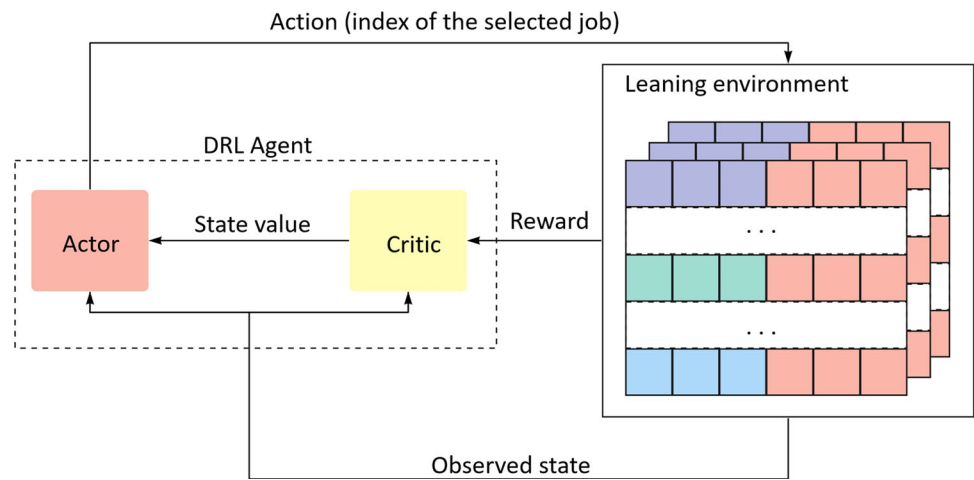 Action (index of the selected job)
Leaning environment
DRL Agent
Actor
State value
Critic
Reward
. . .
. . .
Observed state